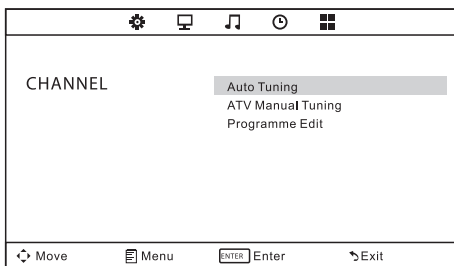 CHANNEL
Auto Tuning
ATV Manual Tuning
Programme Edit
Move Menu ENTER Enter Exit